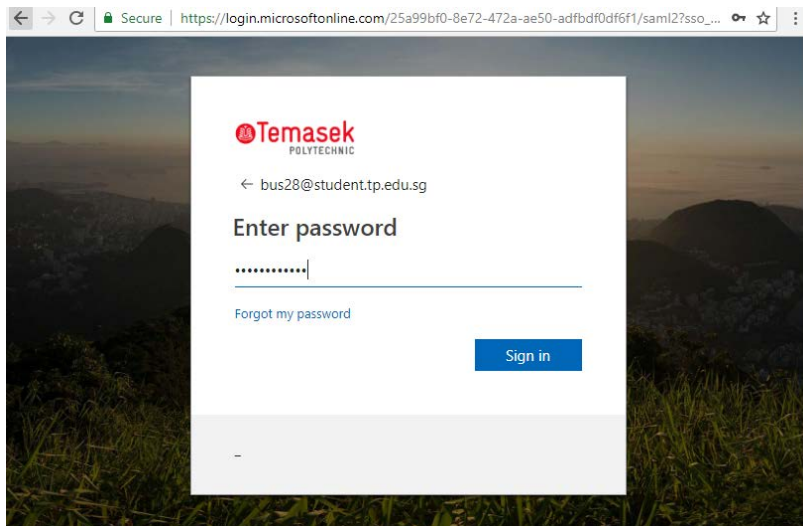 Secure | https://login.microsoftonline.com/25a99bf0-8e72-472a-ae50-adfbdf0df6f1/saml2?sso_...
Temasek
POLYTECHNIC
← bus28@student.tp.edu.sg
Enter password
••••••••••••
Forgot my password
Sign in